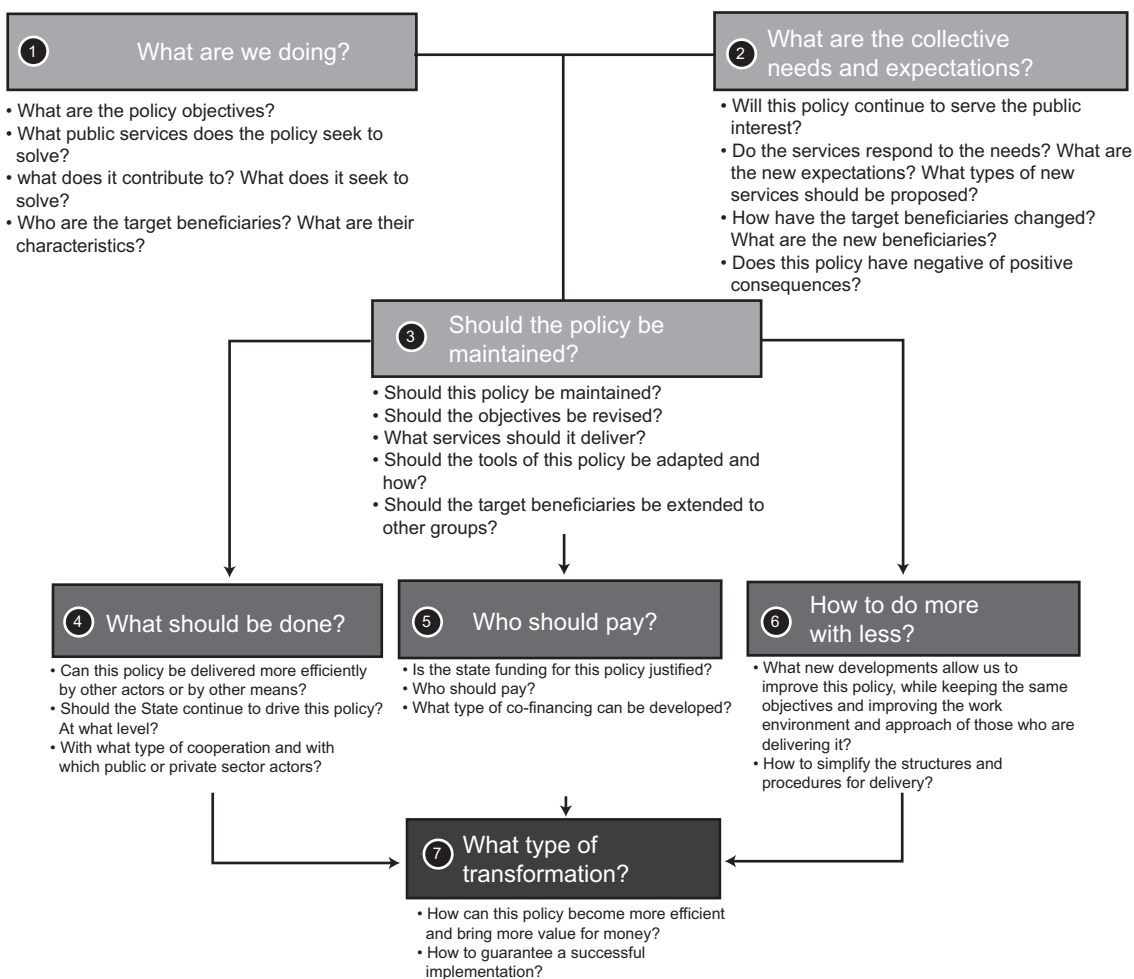 1
What are we doing?
• What are the policy objectives?
• What public services does the policy seek to
solve?
• what does it contribute to? What does it seek to
solve?
• Who are the target beneficiaries? What are their
characteristics?
2
What are the collective
needs and expectations?
• Will this policy continue to serve the public
interest?
• Do the services respond to the needs? What are
the new expectations? What types of new
services should be proposed?
• How have the target beneficiaries changed?
What are the new beneficiaries?
• Does this policy have negative of positive
consequences?
3
Should the policy be
maintained?
• Should this policy be maintained?
• Should the objectives be revised?
• What services should it deliver?
• Should the tools of this policy be adapted and
how?
• Should the target beneficiaries be extended to
other groups?
4
What should be done?
• Can this policy be delivered more efficiently
by other actors or by other means?
• Should the State continue to drive this policy?
At what level?
• With what type of cooperation and with
which public or private sector actors?
5
Who should pay?
• Is the state funding for this policy justified?
• Who should pay?
• What type of co-financing can be developed?
6
How to do more
with less?
• What new developments allow us to
improve this policy, while keeping the same
objectives and improving the work
environment and approach of those who are
delivering it?
• How to simplify the structures and
procedures for delivery?
7
What type of
transformation?
• How can this policy become more efficient
and bring more value for money?
• How to guarantee a successful
implementation?